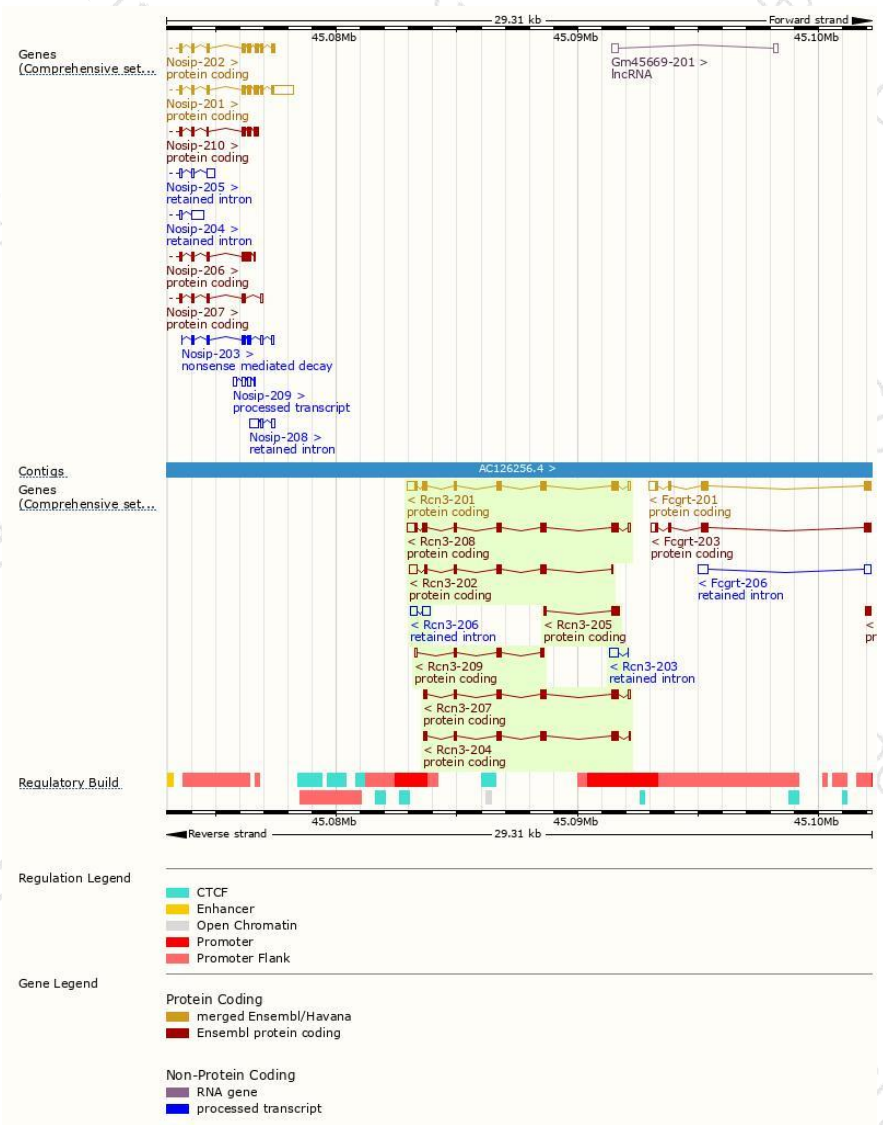 29.31 kb
Forward strand
45.08Mb 45.09Mb 45.10Mb
Genes
(Comprehensive set...
Nosip-202 >
protein coding
Gm45669-201 >
lncRNA
Nosip-201 >
protein coding
Nosip-210 >
protein coding
Nosip-205 >
retained intron
Nosip-204 >
retained intron
Nosip-206 >
protein coding
Nosip-207 >
protein coding
Nosip-203 >
nonsense mediated decay
Nosip-209 >
processed transcript
Nosip-208 >
retained intron
Contigs
AC126256.4 >
Genes
(Comprehensive set...
< Rcn3-201
protein coding
< Fcgrt-201
protein coding
< Rcn3-208
protein coding
< Fcgrt-203
protein coding
< Rcn3-202
protein coding
< Fcgrt-206
retained intron
< Rcn3-206
retained intron
< Rcn3-205
protein coding
<
pr
< Rcn3-209
protein coding
< Rcn3-203
retained intron
< Rcn3-207
protein coding
< Rcn3-204
protein coding
Regulatory Build
45.08Mb 45.09Mb 45.10Mb
Reverse strand
29.31 kb
Regulation Legend
CTCF
Enhancer
Open Chromatin
Promoter
Promoter Flank
Gene Legend
Protein Coding
merged Ensembl/Havana
Ensembl protein coding
Non-Protein Coding
RNA gene
processed transcript